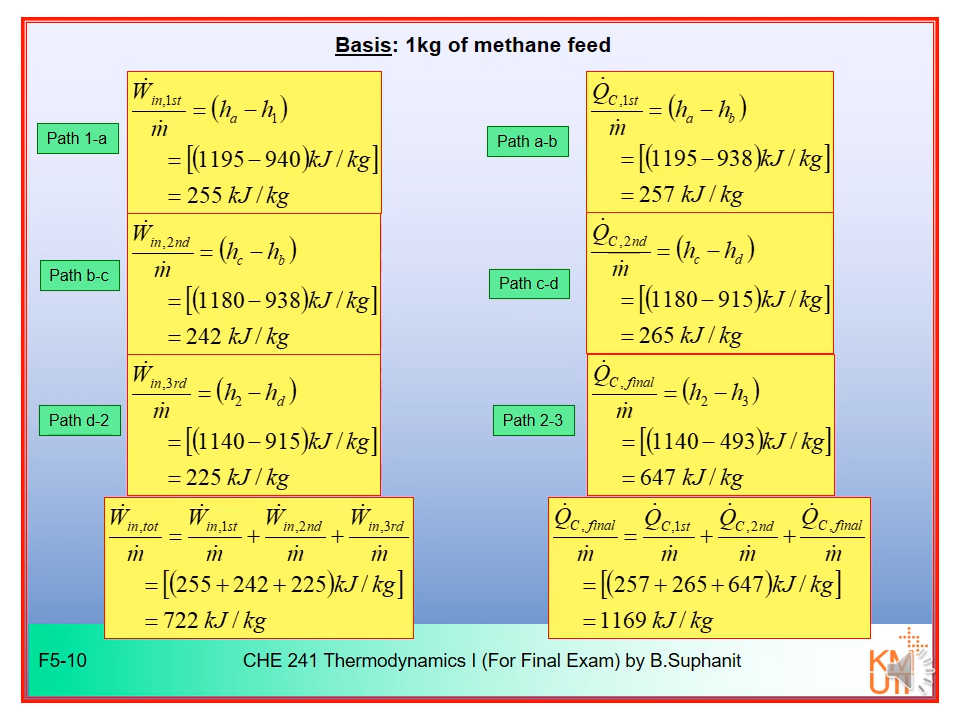 Basis: 1kg of methane feed
Path 1-a
Ẇ_in,1st / ṁ = (h_a − h_1)
= [(1195 − 940)kJ / kg]
= 255 kJ / kg
Path b-c
Ẇ_in,2nd / ṁ = (h_c − h_b)
= [(1180 − 938)kJ / kg]
= 242 kJ / kg
Path d-2
Ẇ_in,3rd / ṁ = (h_2 − h_d)
= [(1140 − 915)kJ / kg]
= 225 kJ / kg
Ẇ_in,tot / ṁ = Ẇ_in,1st / ṁ + Ẇ_in,2nd / ṁ + Ẇ_in,3rd / ṁ
= [(255 + 242 + 225)kJ / kg]
= 722 kJ / kg
Path a-b
Q̇_C,1st / ṁ = (h_a − h_b)
= [(1195 − 938)kJ / kg]
= 257 kJ / kg
Path c-d
Q̇_C,2nd / ṁ = (h_c − h_d)
= [(1180 − 915)kJ / kg]
= 265 kJ / kg
Path 2-3
Q̇_C,final / ṁ = (h_2 − h_3)
= [(1140 − 493)kJ / kg]
= 647 kJ / kg
Q̇_C,final / ṁ = Q̇_C,1st / ṁ + Q̇_C,2nd / ṁ + Q̇_C,final / ṁ
= [(257 + 265 + 647)kJ / kg]
= 1169 kJ / kg
F5-10
CHE 241 Thermodynamics I (For Final Exam) by B.Suphanit